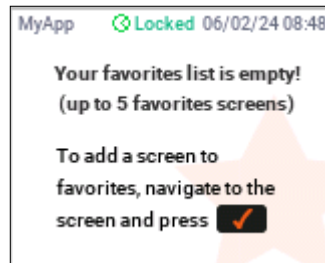 MyApp Locked 06/02/24 08:48
Your favorites list is empty!
(up to 5 favorites screens)
To add a screen to
favorites, navigate to the
screen and press